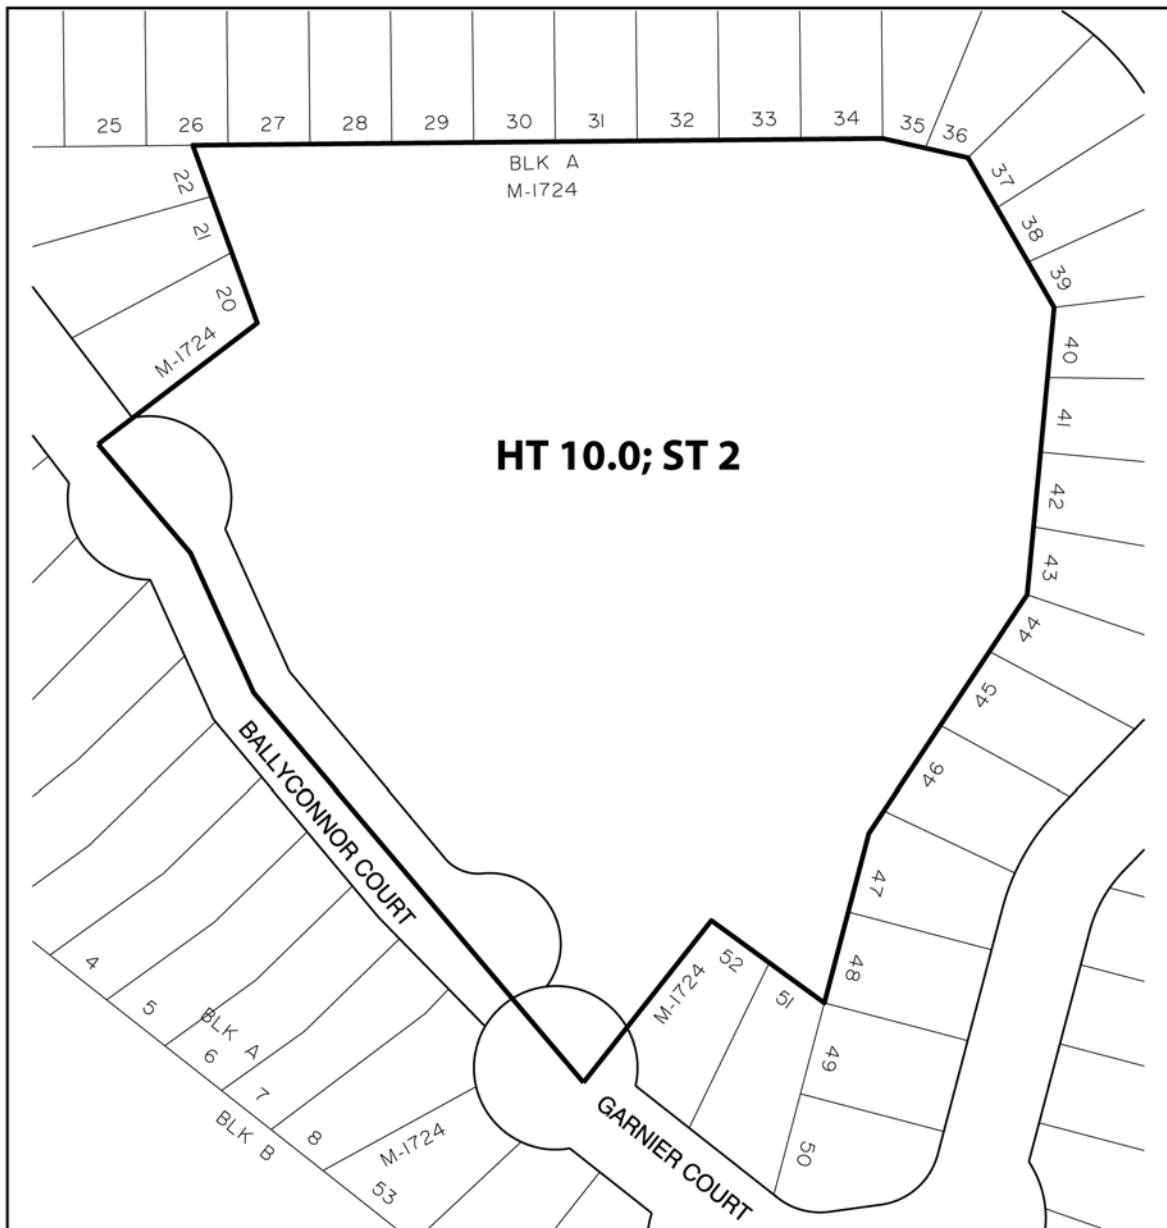 25 26 27 28 29 30 31 32 33 34 35 36
BLK A
M-1724
22
21
20
M-1724
37
38
39
40
41
42
43
44
45
46
47
48
49
50
51
52
M-1724
HT 10.0; ST 2
BALLYCONNOR COURT
GARNIER COURT
4
5
6
7
8
53
BLK A
BLK B
M-1724